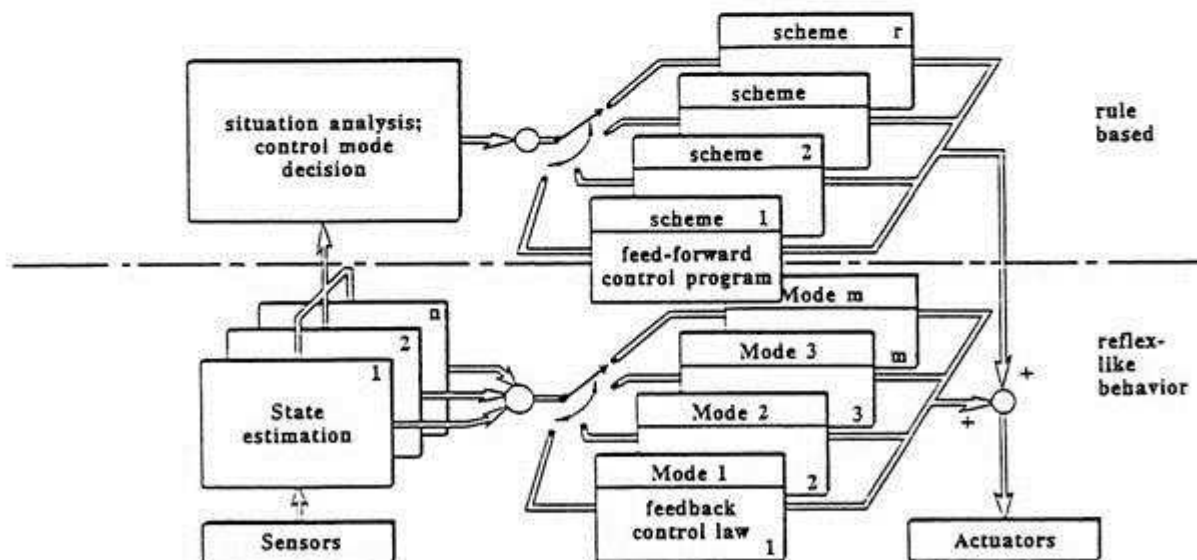 scheme r
scheme
situation analysis;
control mode
decision
rule
based
scheme 2
scheme 1
feed-forward
control program
Mode m
n
m
reflex-
like
behavior
2
Mode 3
1
+
State
estimation
Mode 2
3
+
Mode 1
2
feedback
control law
1
Sensors
Actuators